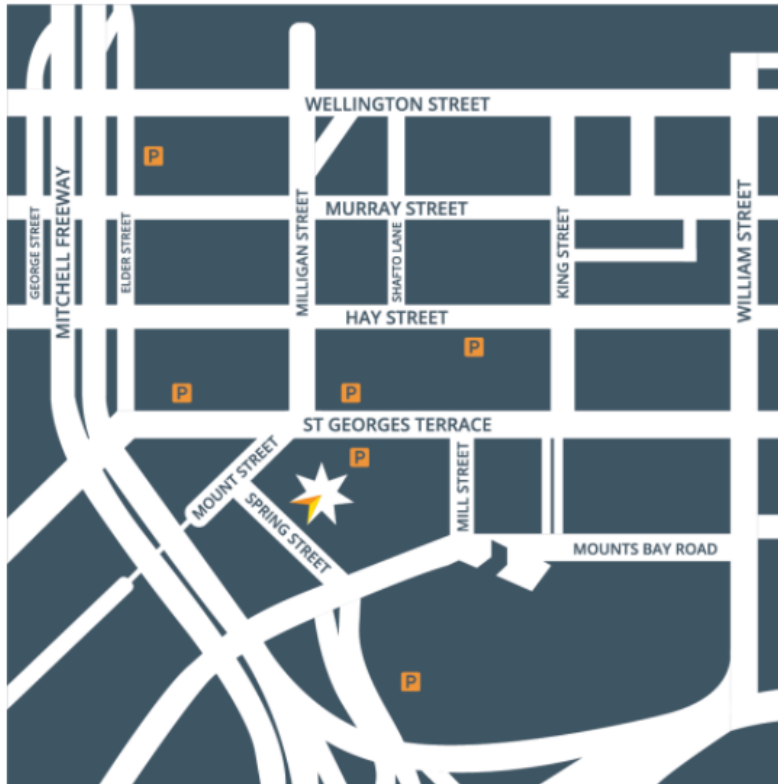 WELLINGTON STREET
P
MURRAY STREET
GEORGE STREET
MITCHELL FREEWAY
ELDER STREET
MILLIGAN STREET
SHAFTO LANE
KING STREET
WILLIAM STREET
HAY STREET
P
P
P
ST GEORGES TERRACE
MOUNT STREET
P
MILL STREET
SPRING STREET
MOUNTS BAY ROAD
P